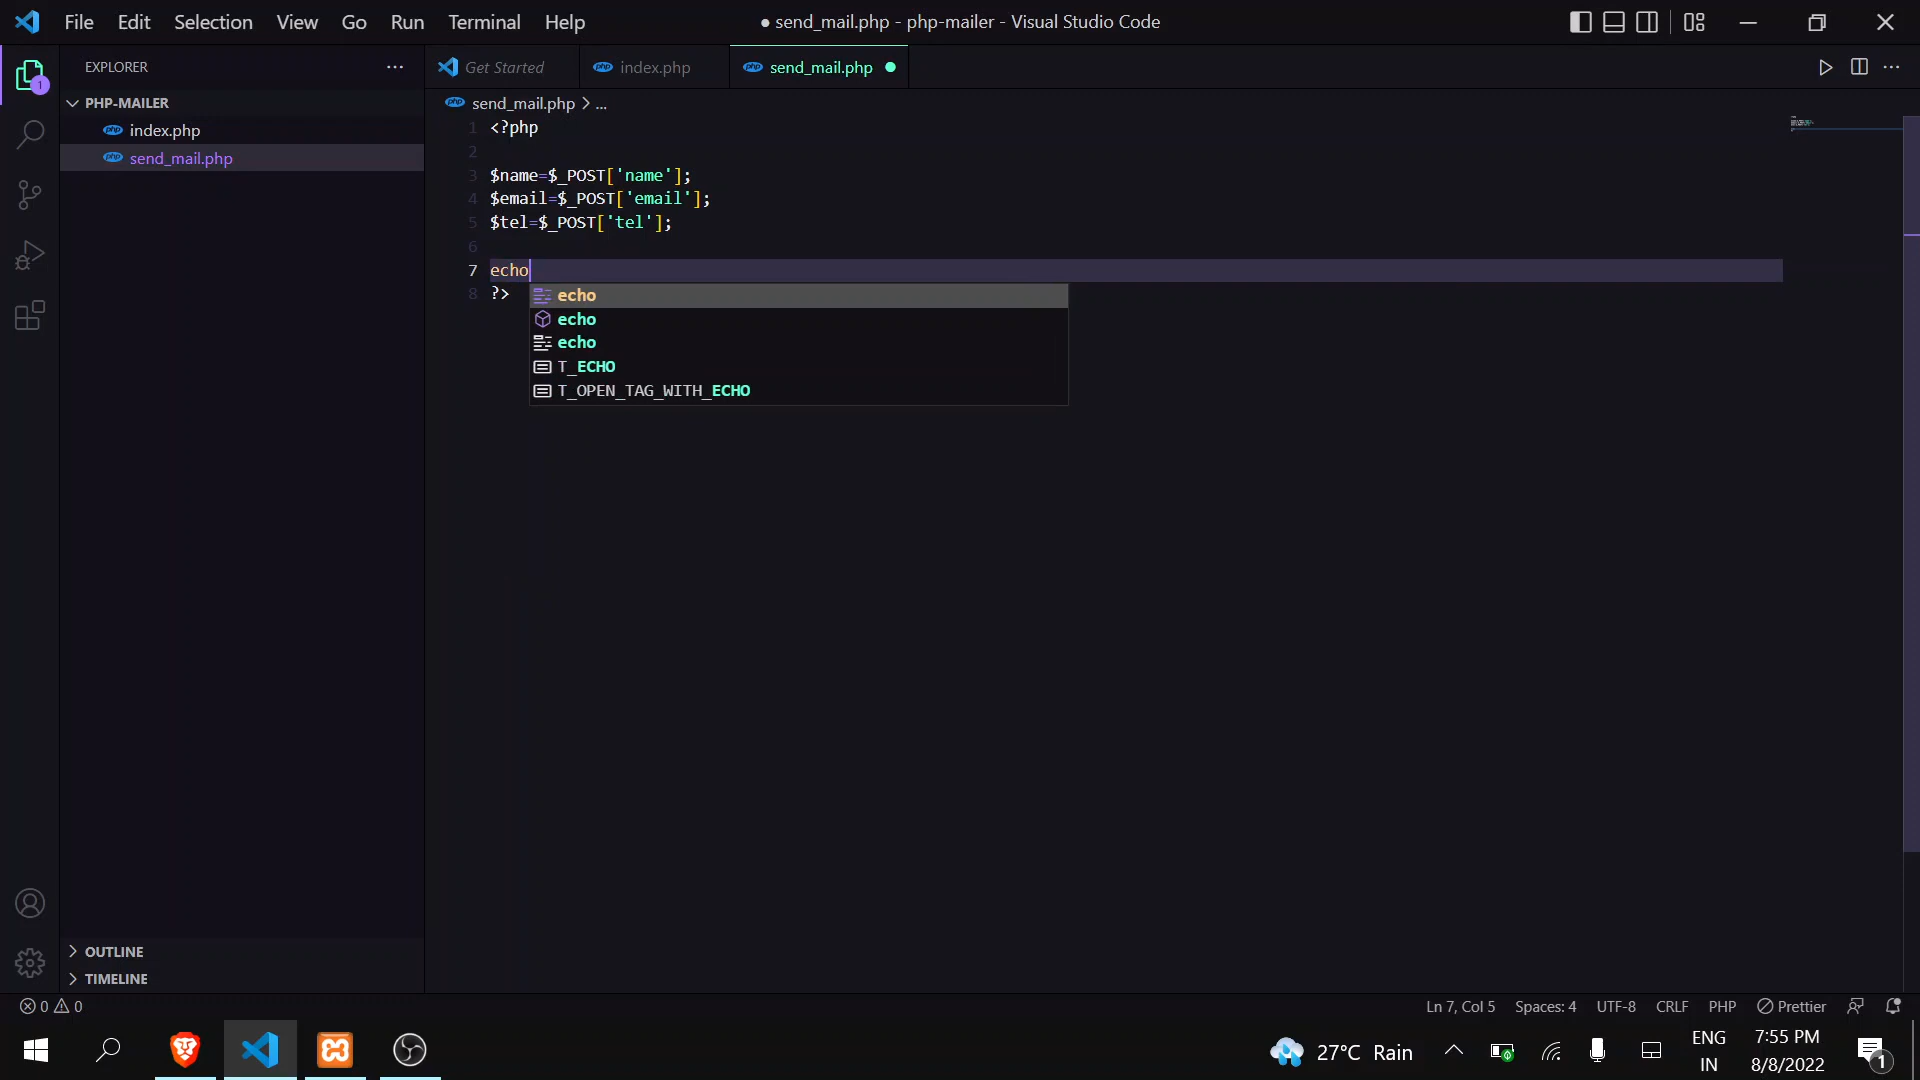 File Edit Selection View Go Run Terminal Help
● send_mail.php - php-mailer - Visual Studio Code
EXPLORER
PHP-MAILER
index.php
send_mail.php
OUTLINE
TIMELINE
Get Started
index.php
send_mail.php
send_mail.php > ...
1 <?php
2
3 $name=$_POST['name'];
4 $email=$_POST['email'];
5 $tel=$_POST['tel'];
6
7 echo
8 ?>
echo
echo
echo
T_ECHO
T_OPEN_TAG_WITH_ECHO
0 0
Ln 7, Col 5 Spaces: 4 UTF-8 CRLF PHP Prettier
27°C Rain
ENG
IN
7:55 PM
8/8/2022
1
1